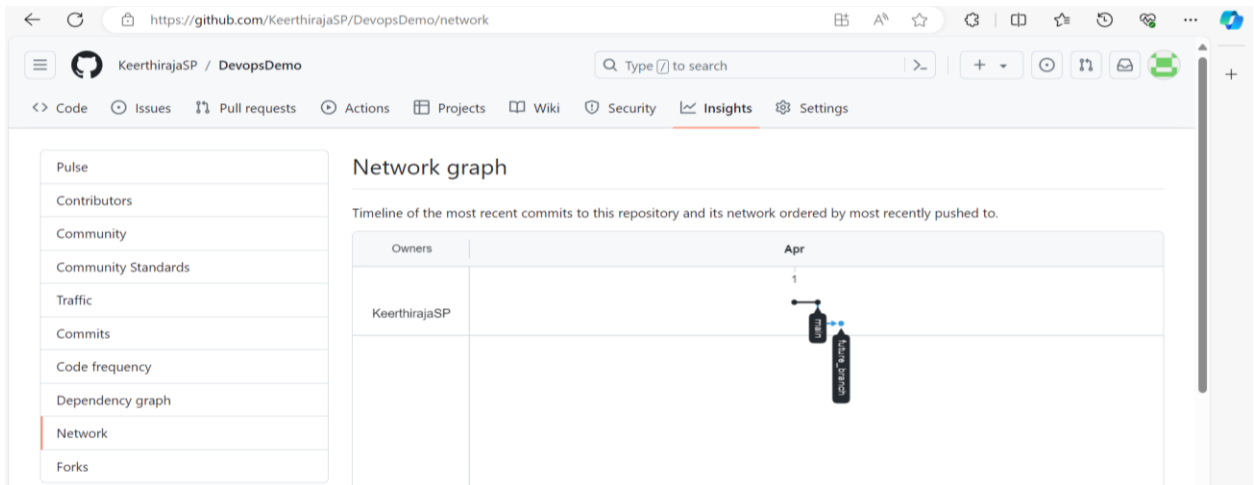 https://github.com/KeerthirajaSP/DevopsDemo/network
KeerthirajaSP / DevopsDemo
Type / to search
<> Code Issues Pull requests Actions Projects Wiki Security Insights Settings
Pulse
Contributors
Community
Community Standards
Traffic
Commits
Code frequency
Dependency graph
Network
Forks
Network graph
Timeline of the most recent commits to this repository and its network ordered by most recently pushed to.
Owners Apr
1
KeerthirajaSP
main
future_branch